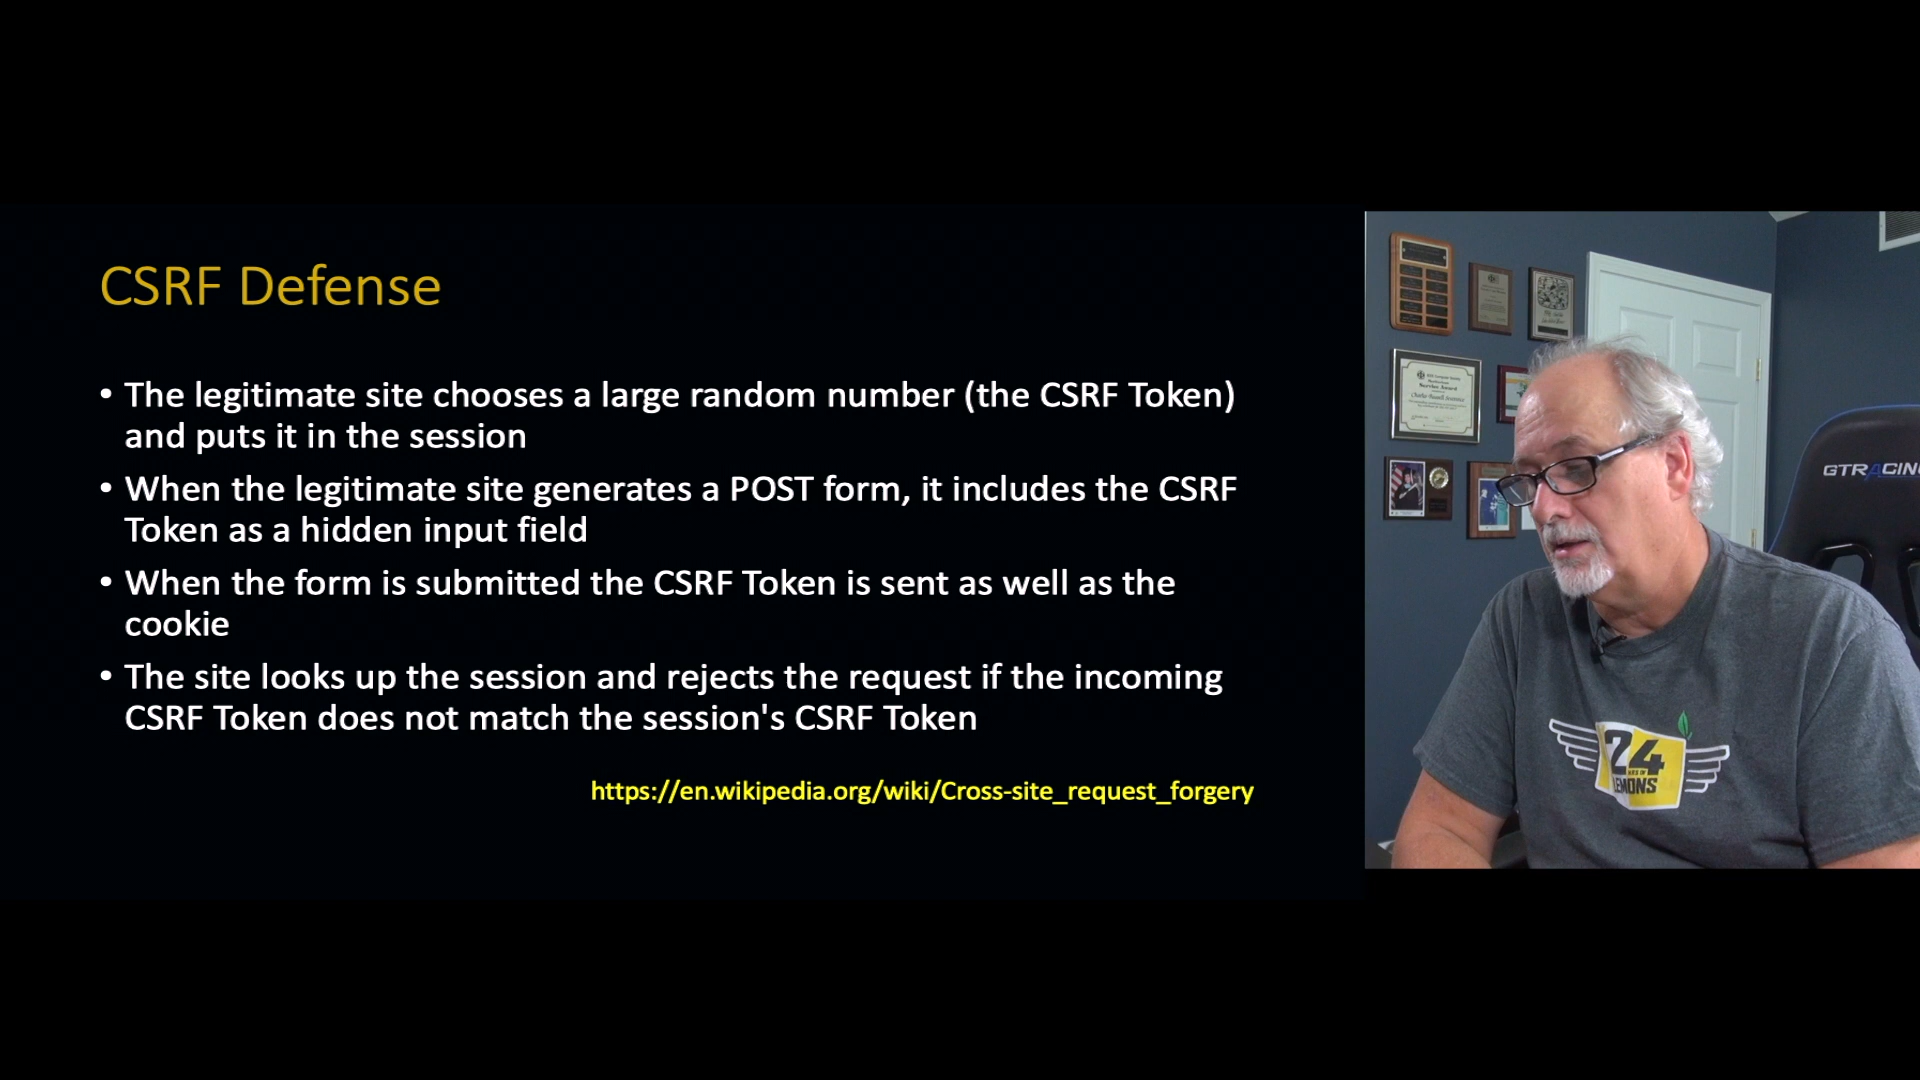 CSRF Defense
• The legitimate site chooses a large random number (the CSRF Token)
and puts it in the session
• When the legitimate site generates a POST form, it includes the CSRF
Token as a hidden input field
• When the form is submitted the CSRF Token is sent as well as the
cookie
• The site looks up the session and rejects the request if the incoming
CSRF Token does not match the session's CSRF Token
https://en.wikipedia.org/wiki/Cross-site_request_forgery
Service Award
GTRACING
24
LEMONS